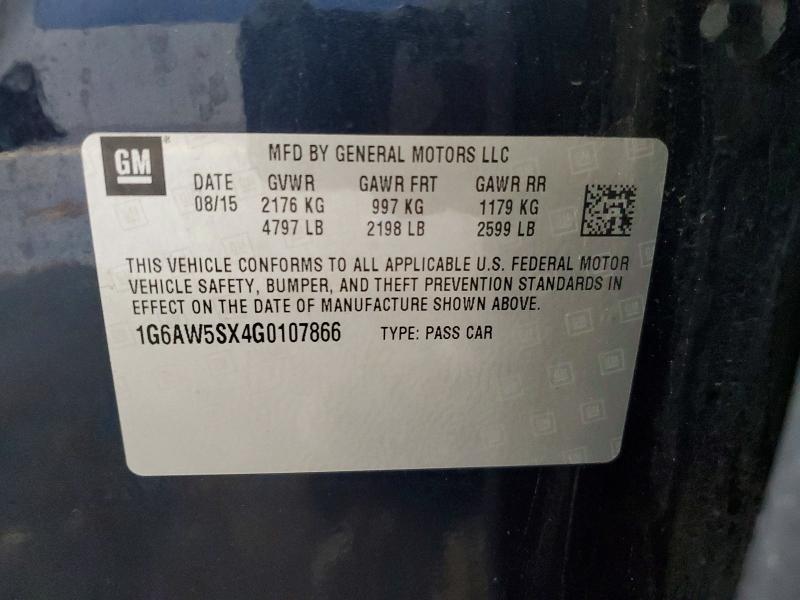 GM
MFD BY GENERAL MOTORS LLC
DATE GVWR GAWR FRT GAWR RR
08/15 2176 KG 997 KG 1179 KG
4797 LB 2198 LB 2599 LB
THIS VEHICLE CONFORMS TO ALL APPLICABLE U.S. FEDERAL MOTOR
VEHICLE SAFETY, BUMPER, AND THEFT PREVENTION STANDARDS IN
EFFECT ON THE DATE OF MANUFACTURE SHOWN ABOVE.
1G6AW5SX4G0107866 TYPE: PASS CAR